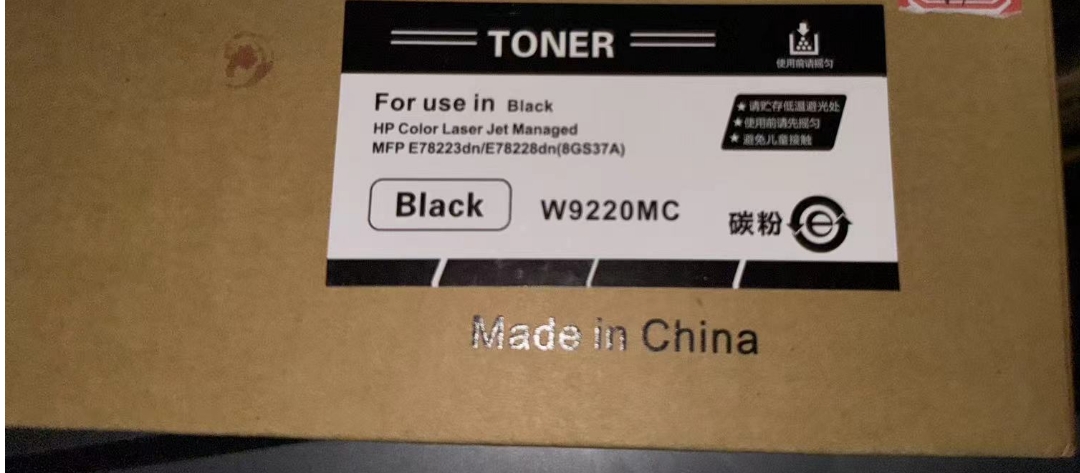 TONER
使用前请摇匀
For use in Black
HP Color Laser Jet Managed
MFP E78223dn/E78228dn(8GS37A)
★请贮存低温避光处
★使用前请先摇匀
★避免儿童接触
Black
W9220MC
碳粉
Made in China